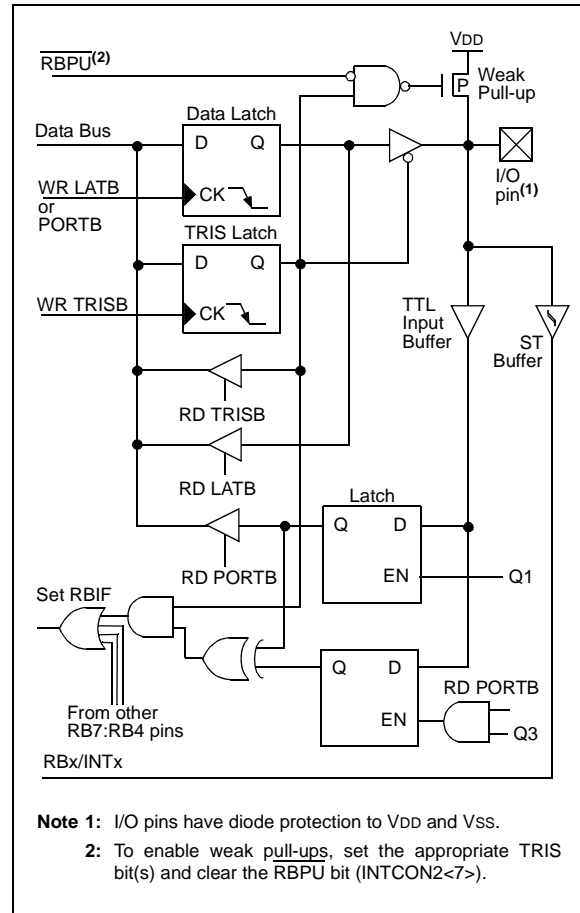 VDD
RBPU(2)
P
Weak
Pull-up
Data Latch
Data Bus
D Q
I/O
pin(1)
WR LATB
or
PORTB
CK
TRIS Latch
D Q
WR TRISB
CK
TTL
Input
Buffer
ST
Buffer
RD TRISB
RD LATB
Latch
Q D
RD PORTB
EN
Q1
Set RBIF
Q D
RD PORTB
EN
Q3
From other
RB7:RB4 pins
RBx/INTx
Note 1: I/O pins have diode protection to VDD and VSS.
2: To enable weak pull-ups, set the appropriate TRIS
bit(s) and clear the RBPU bit (INTCON2<7>).